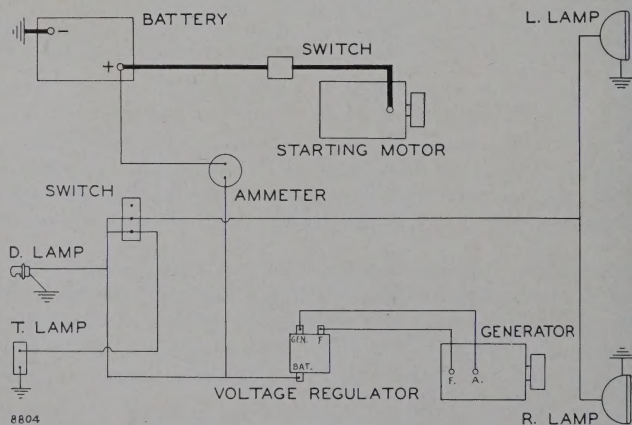 BATTERY
L. LAMP
-
+
SWITCH
STARTING MOTOR
AMMETER
SWITCH
D. LAMP
T. LAMP
GEN. F
BAT.
VOLTAGE REGULATOR
GENERATOR
F. A.
R. LAMP
8804